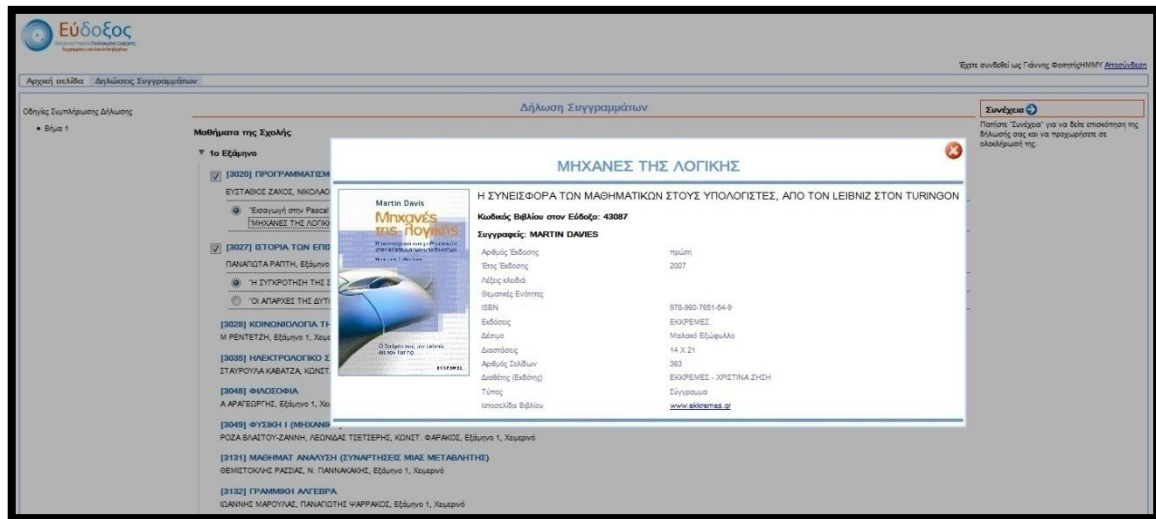 Εύδοξος
Έχετε συνδεθεί ως Γιάννης ΦοιτητήςΗΜΜΥ Αποσύνδεση
Αρχική σελίδα Δηλώσεις Συγγραμμάτων
Οδηγίες Συμπλήρωσης Δήλωσης
• Βήμα 1
Δήλωση Συγγραμμάτων
Συνέχεια
Πατήστε "Συνέχεια" για να δείτε επισκόπηση της
δήλωσής σας και να προχωρήσετε σε
ολοκλήρωσή της.
Μαθήματα της Σχολής
1ο Εξάμηνο
[3020] ΠΡΟΓΡΑΜΜΑΤΙΣΜ
ΕΥΣΤΑΘΙΟΣ ΖΑΧΟΣ, ΝΙΚΟΛΑΟ
"Εισαγωγή στην Pascal
"ΜΗΧΑΝΕΣ ΤΗΣ ΛΟΓΙΚ
[3027] ΙΣΤΟΡΙΑ ΤΩΝ ΕΠΙΣ
ΠΑΝΑΓΙΩΤΑ ΡΑΠΤΗ, Εξάμηνο
"Η ΣΥΓΚΡΟΤΗΣΗ ΤΗΣ
"ΟΙ ΑΠΑΡΧΕΣ ΤΗΣ ΔΥΤΙ
[3028] ΚΟΙΝΩΝΙΟΛΟΓΙΑ ΤΗ
Μ ΡΕΝΤΕΤΖΗ, Εξάμηνο 1, Χειμε
[3035] ΗΛΕΚΤΡΟΛΟΓΙΚΟ Σ
ΣΤΑΥΡΟΥΛΑ ΚΑΒΑΤΖΑ, ΚΩΝΣΤ.
[3048] ΦΙΛΟΣΟΦΙΑ
Α ΑΡΑΓΕΩΡΓΗΣ, Εξάμηνο 1, Χει
[3049] ΦΥΣΙΚΗ Ι (ΜΗΧΑΝΙΚ
ΡΟΖΑ ΒΛΑΣΤΟΥ-ΖΑΝΝΗ, ΛΕΩΝΙΔΑΣ ΤΣΕΤΣΕΡΗΣ, ΚΩΝΣΤ. ΦΑΡΑΚΟΣ, Εξάμηνο 1, Χειμερινό
[3131] ΜΑΘΗΜΑΤ ΑΝΑΛΥΣΗ (ΣΥΝΑΡΤΗΣΕΙΣ ΜΙΑΣ ΜΕΤΑΒΛΗΤΗΣ)
ΘΕΜΙΣΤΟΚΛΗΣ ΡΑΣΣΙΑΣ, Ν. ΓΙΑΝΝΑΚΑΚΗΣ, Εξάμηνο 1, Χειμερινό
[3132] ΓΡΑΜΜΙΚΗ ΑΛΓΕΒΡΑ
ΙΩΑΝΝΗΣ ΜΑΡΟΥΛΑΣ, ΠΑΝΑΓΙΩΤΗΣ ΨΑΡΡΑΚΟΣ, Εξάμηνο 1, Χειμερινό
ΜΗΧΑΝΕΣ ΤΗΣ ΛΟΓΙΚΗΣ
Martin Davis
Μηχανές
της λογικής
ΕΚΚΡΕΜΕΣ
Η ΣΥΝΕΙΣΦΟΡΑ ΤΩΝ ΜΑΘΗΜΑΤΙΚΩΝ ΣΤΟΥΣ ΥΠΟΛΟΓΙΣΤΕΣ, ΑΠΟ ΤΟΝ LEIBNIZ ΣΤΟΝ TURINGON
Κωδικός Βιβλίου στον Εύδοξο: 43087
Συγγραφείς: MARTIN DAVIES
Αριθμός Έκδοσης πρώτη
Έτος Έκδοσης 2007
Λέξεις κλειδιά
Θεματικές Ενότητες
ISBN 978-960-7651-54-9
Εκδόσεις ΕΚΚΡΕΜΕΣ
Δέσιμο Μαλακό Εξώφυλλο
Διαστάσεις 14 X 21
Αριθμός Σελίδων 363
Διαθέτης (Εκδότης) ΕΚΚΡΕΜΕΣ - ΧΡΙΣΤΙΝΑ ΖΗΣΗ
Τύπος Σύγγραμμα
Ιστοσελίδα Βιβλίου www.ekkremes.gr